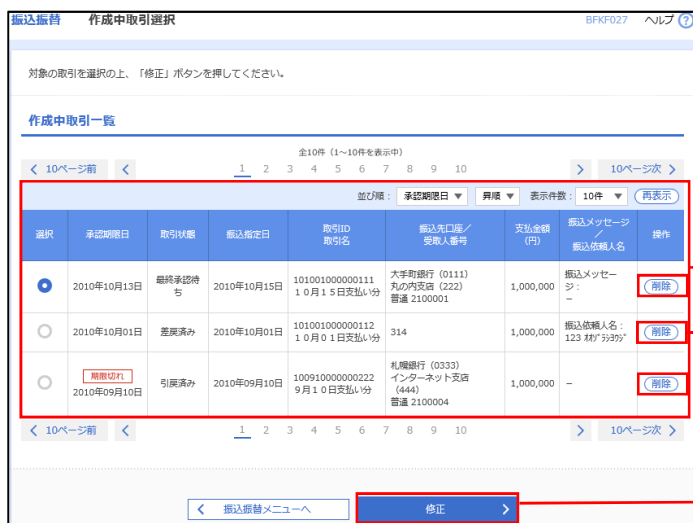 振込振替 作成中取引選択 BFKF027 ヘルプ ?
対象の取引を選択の上、「修正」ボタンを押してください。
作成中取引一覧
全10件（1～10件を表示中）
10ページ前 1 2 3 4 5 6 7 8 9 10 10ページ次
並び順： 承認期限日 ▼ 昇順 ▼ 表示件数： 10件 ▼ 再表示
選択 承認期限日 取引状態 振込指定日 取引ID 取引名 振込先口座／ 受取人番号 支払金額 (円) 振込メッセージ ／ 振込依頼人名 操作
2010年10月13日 最終承認待ち 2010年10月15日 101001000000111 10月15日支払い分 大手町銀行（0111） 丸の内支店（222） 普通 2100001 1,000,000 振込メッセージ： － 削除
2010年10月01日 差戻済み 2010年10月01日 101001000000112 10月01日支払い分 314 1,000,000 振込依頼人名： 123 削除
期限切れ 2010年09月10日 引戻済み 2010年09月10日 100910000000222 9月10日支払い分 札幌銀行（0333） インターネット支店 （444） 普通 2100004 1,000,000 － 削除
10ページ前 1 2 3 4 5 6 7 8 9 10 10ページ次
振込振替メニューへ 修正